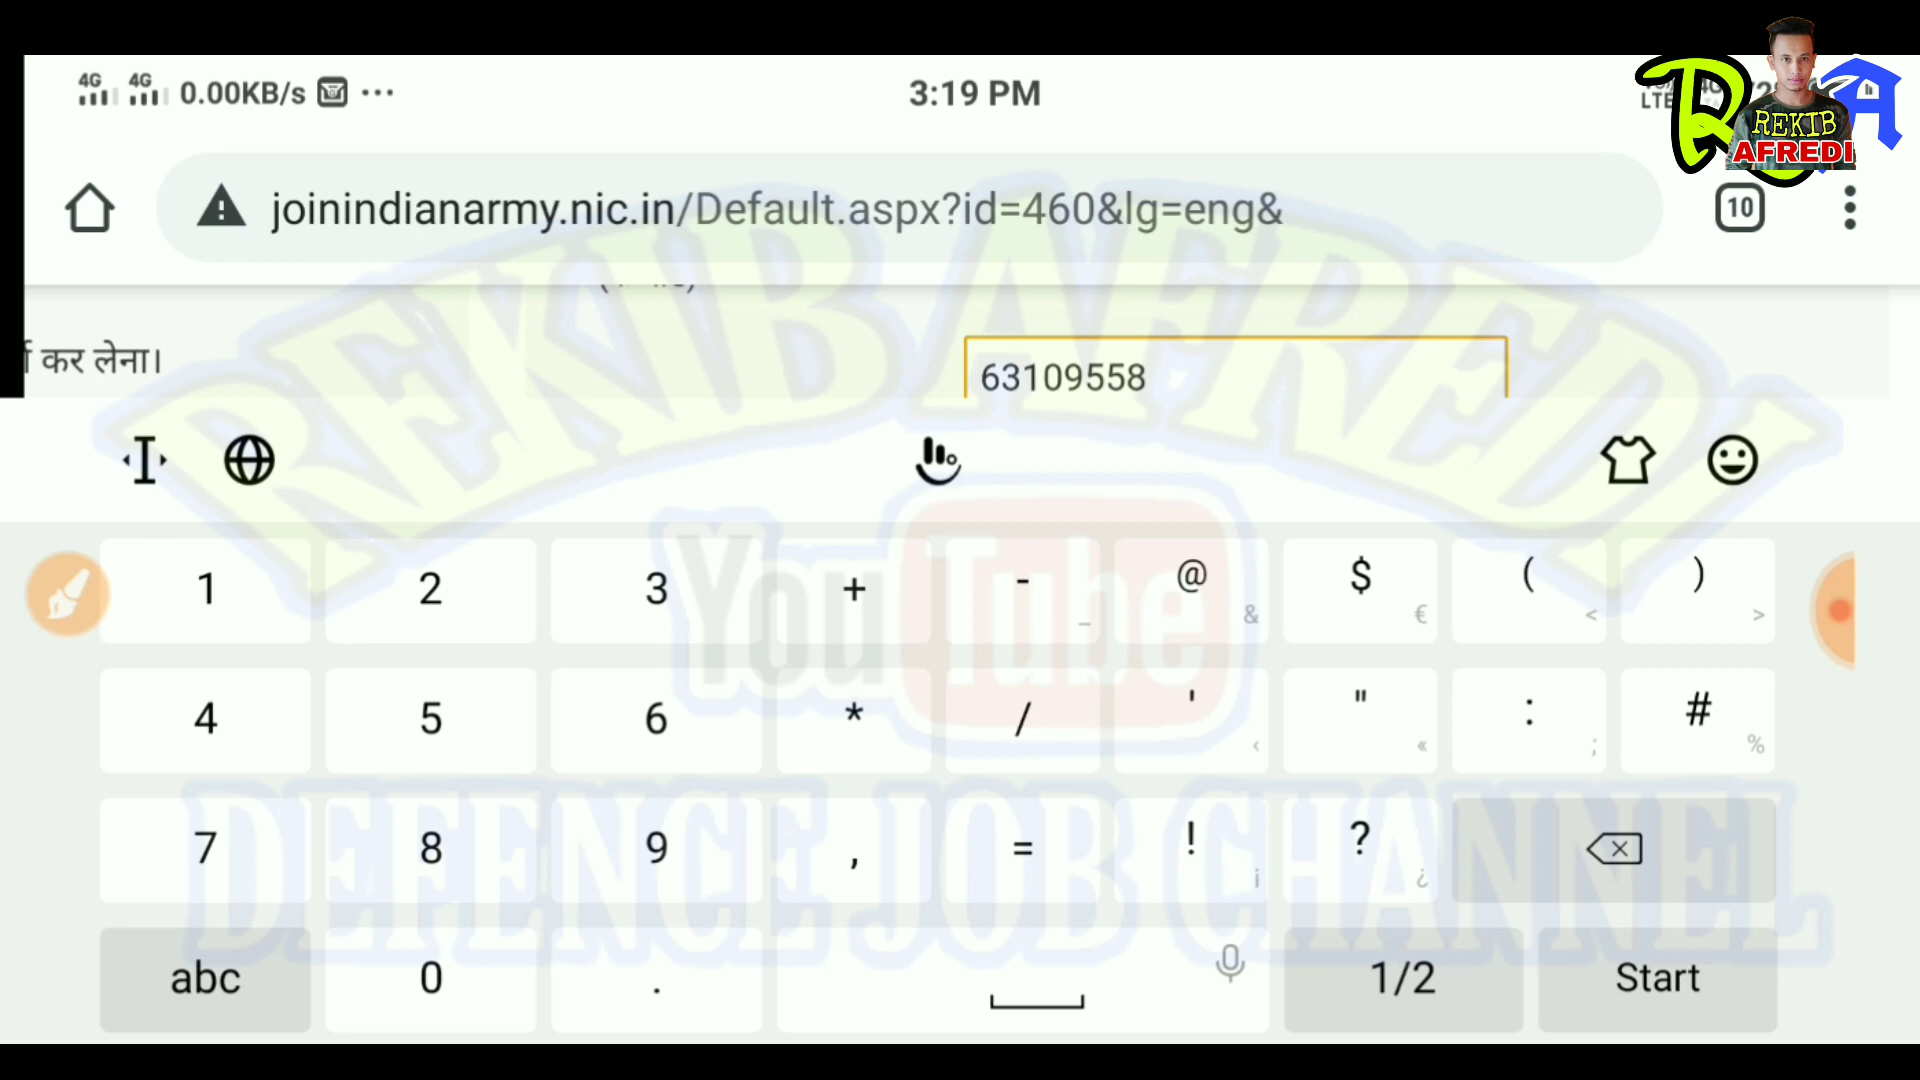 4G 4G 0.00KB/s ...
3:19 PM
LTE 4G
REKIB
AFREDI
joinindianarmy.nic.in/Default.aspx?id=460&lg=eng&
10
कर लेना।
63109558
REKIB AFREDI
1 2 3 + - _ @ & $ € ( < ) >
YouTube
4 5 6 * / ' ‹ " « : ; # %
7 8 9 , = ! ¡ ? ¿
DEFENCE JOB CHANNEL
abc 0 . 1/2 Start